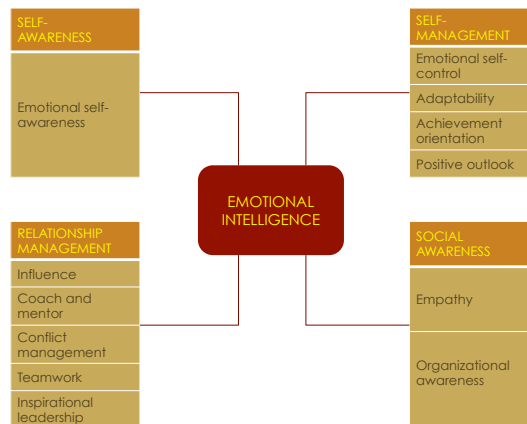 SELF-
AWARENESS
Emotional self-
awareness
SELF-
MANAGEMENT
Emotional self-
control
Adaptability
Achievement
orientation
Positive outlook
EMOTIONAL
INTELLIGENCE
RELATIONSHIP
MANAGEMENT
Influence
Coach and
mentor
Conflict
management
Teamwork
Inspirational
leadership
SOCIAL
AWARENESS
Empathy
Organizational
awareness